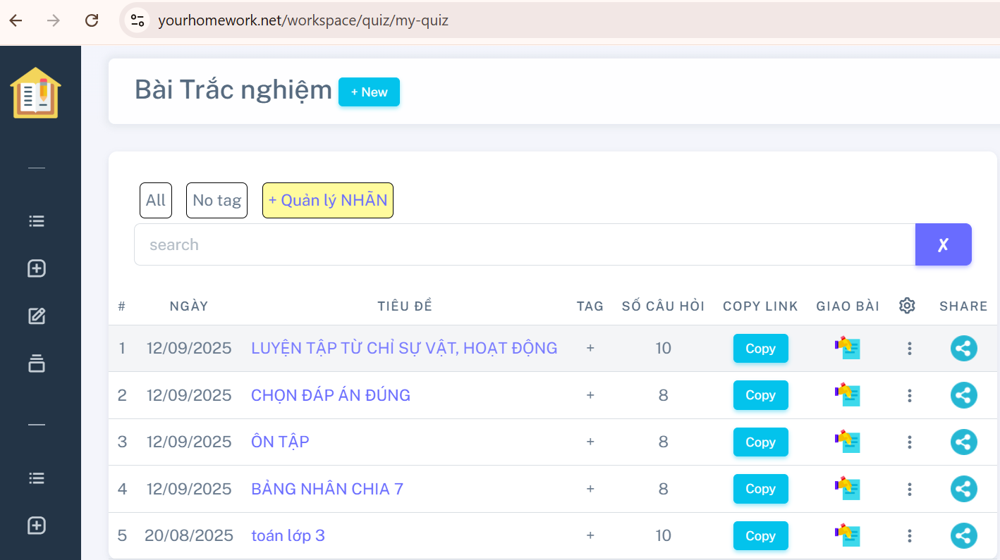 yourhomework.net/workspace/quiz/my-quiz
Bài Trắc nghiệm + New
All No tag + Quản lý NHÃN
search X
# NGÀY TIÊU ĐỀ TAG SỐ CÂU HỎI COPY LINK GIAO BÀI SHARE
1 12/09/2025 LUYỆN TẬP TỪ CHỈ SỰ VẬT, HOẠT ĐỘNG + 10 Copy
2 12/09/2025 CHỌN ĐÁP ÁN ĐÚNG + 8 Copy
3 12/09/2025 ÔN TẬP + 8 Copy
4 12/09/2025 BẢNG NHÂN CHIA 7 + 8 Copy
5 20/08/2025 toán lớp 3 + 10 Copy